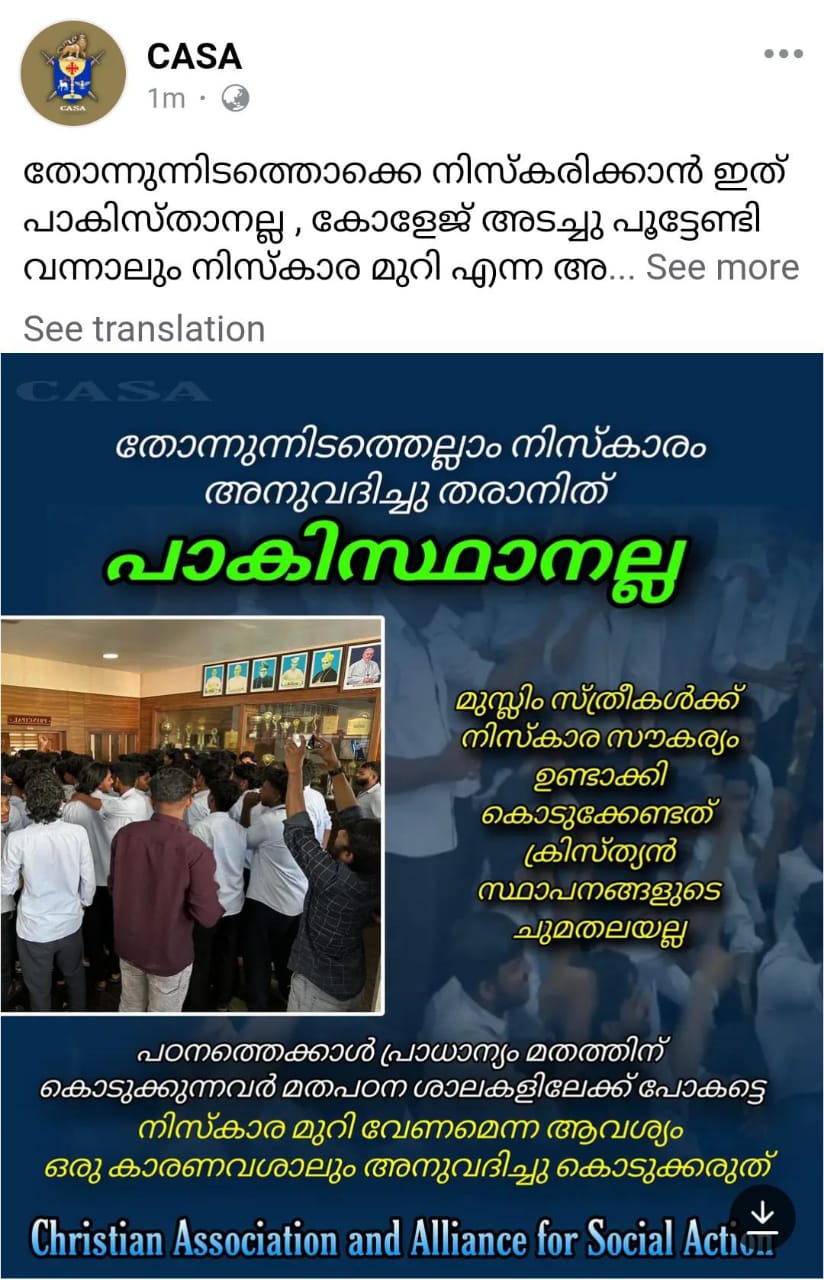 CASA
CASA
1m ·
തോന്നുന്നിടത്തൊക്കെ നിസ്കരിക്കാൻ ഇത്
പാകിസ്താനല്ല , കോളേജ് അടച്ചു പൂട്ടേണ്ടി
വന്നാലും നിസ്കാര മുറി എന്ന അ... See more
See translation
CASA
തോന്നുന്നിടത്തെല്ലാം നിസ്കാരം
അനുവദിച്ചു തരാനിത്
പാകിസ്ഥാനല്ല
PRINCIPAL
മുസ്ലിം സ്ത്രീകൾക്ക്
നിസ്കാര സൗകര്യം
ഉണ്ടാക്കി
കൊടുക്കേണ്ടത്
ക്രിസ്ത്യൻ
സ്ഥാപനങ്ങളുടെ
ചുമതലയല്ല
പഠനത്തെക്കാൾ പ്രാധാന്യം മതത്തിന്
കൊടുക്കുന്നവർ മതപഠന ശാലകളിലേക്ക് പോകട്ടെ
നിസ്കാര മുറി വേണമെന്ന ആവശ്യം
ഒരു കാരണവശാലും അനുവദിച്ചു കൊടുക്കരുത്
Christian Association and Alliance for Social Action